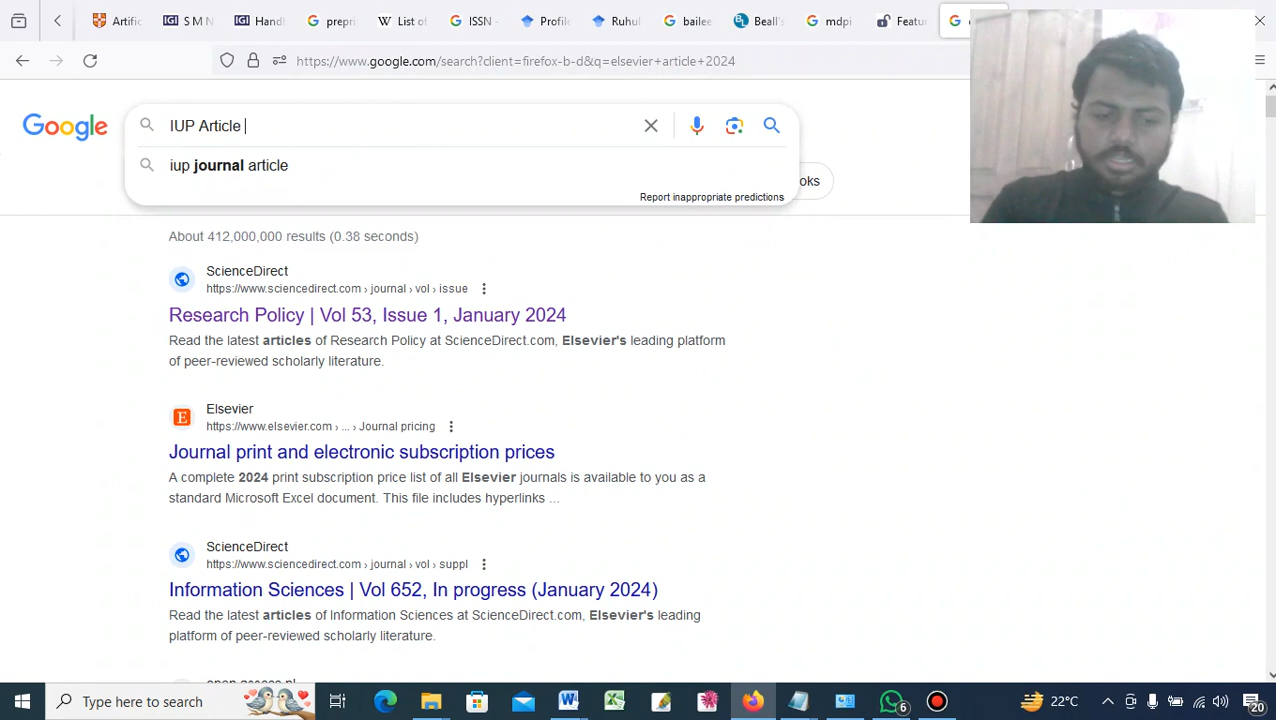 Artific
S M N
Handl
prepri
List of
ISSN -
Profile
Ruhul
bailee
Beall's
mdpi
Featu
https://www.google.com/search?client=firefox-b-d&q=elsevier+article+2024
Google
IUP Article
iup journal article
Report inappropriate predictions
oks
About 412,000,000 results (0.38 seconds)
ScienceDirect
https://www.sciencedirect.com › journal › vol › issue
Research Policy | Vol 53, Issue 1, January 2024
Read the latest articles of Research Policy at ScienceDirect.com, Elsevier's leading platform
of peer-reviewed scholarly literature.
Elsevier
https://www.elsevier.com › ... › Journal pricing
Journal print and electronic subscription prices
A complete 2024 print subscription price list of all Elsevier journals is available to you as a
standard Microsoft Excel document. This file includes hyperlinks ...
ScienceDirect
https://www.sciencedirect.com › journal › vol › suppl
Information Sciences | Vol 652, In progress (January 2024)
Read the latest articles of Information Sciences at ScienceDirect.com, Elsevier's leading
platform of peer-reviewed scholarly literature.
Type here to search
6
22°C
20